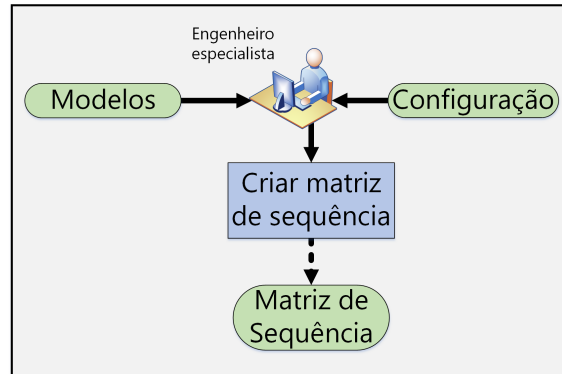 Engenheiro
especialista
Modelos
Configuração
Criar matriz
de sequência
Matriz de
Sequência